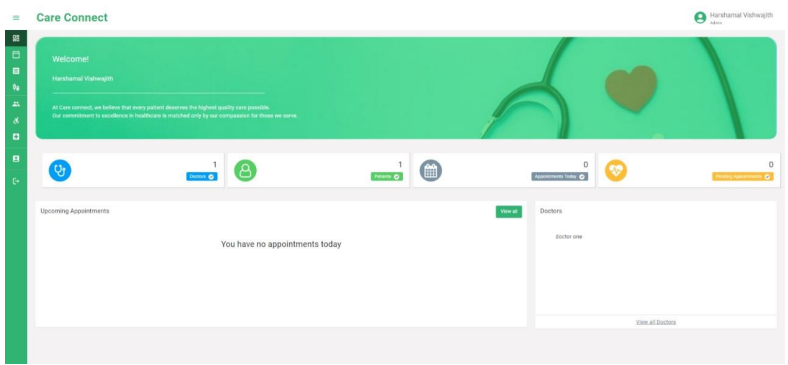 Care Connect
Harshamal Vishwajith
Admin
Welcome!
Harshamal Vishwajith
At Care connect, we believe that every patient deserves the highest quality care possible.
Our commitment to excellence in healthcare is matched only by our compassion for those we serve.
1
Doctors
1
Patients
0
Appointments Today
0
Pending Appointments
Upcoming Appointments
View all
You have no appointments today
Doctors
docter one
View all Doctors